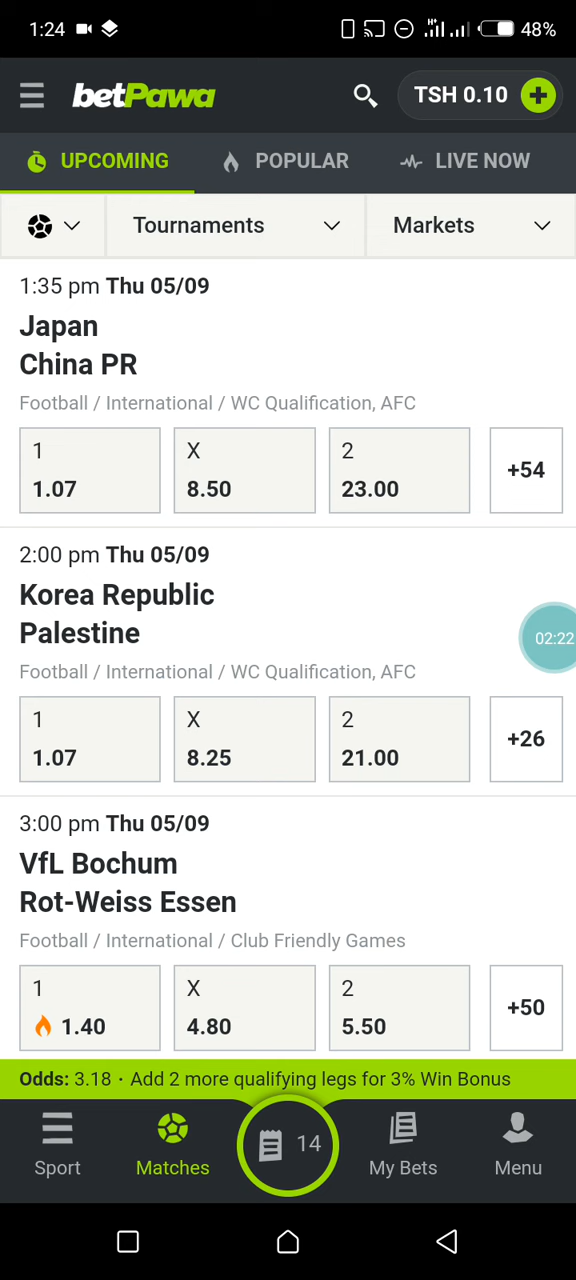 1:24 48%
betPawa TSH 0.10 +
UPCOMING POPULAR LIVE NOW
Tournaments Markets
1:35 pm Thu 05/09
Japan
China PR
Football / International / WC Qualification, AFC
1 X 2
1.07 8.50 23.00 +54
2:00 pm Thu 05/09
Korea Republic
Palestine
02:22
Football / International / WC Qualification, AFC
1 X 2
1.07 8.25 21.00 +26
3:00 pm Thu 05/09
VfL Bochum
Rot-Weiss Essen
Football / International / Club Friendly Games
1 X 2
1.40 4.80 5.50 +50
Odds: 3.18 · Add 2 more qualifying legs for 3% Win Bonus
14
Sport Matches My Bets Menu